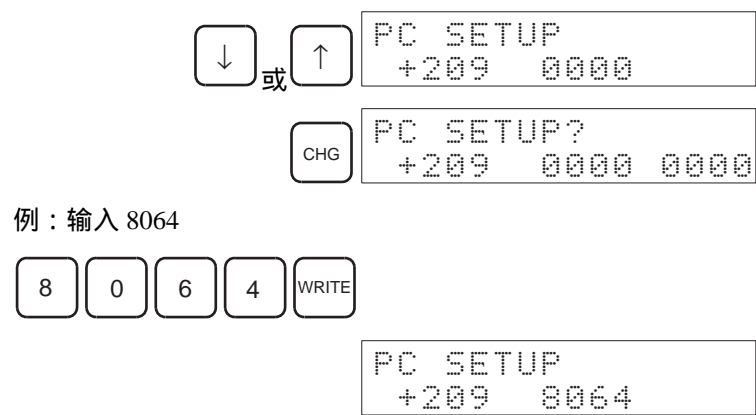 ↓ 或 ↑ PC SETUP
+209 0000
CHG PC SETUP?
+209 0000 0000
例：输入 8064
8 0 6 4 WRITE
PC SETUP
+209 8064